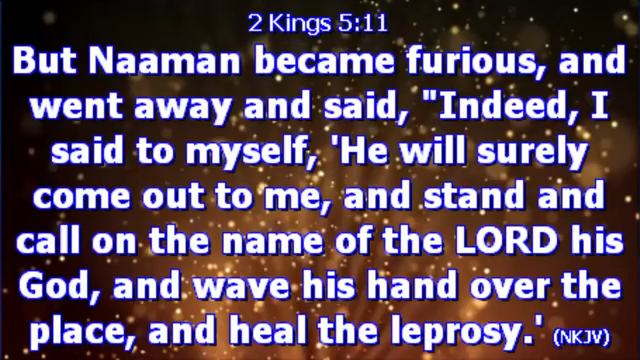 2 Kings 5:11
But Naaman became furious, and
went away and said, "Indeed, I
said to myself, 'He will surely
come out to me, and stand and
call on the name of the LORD his
God, and wave his hand over the
place, and heal the leprosy.' (NKJV)